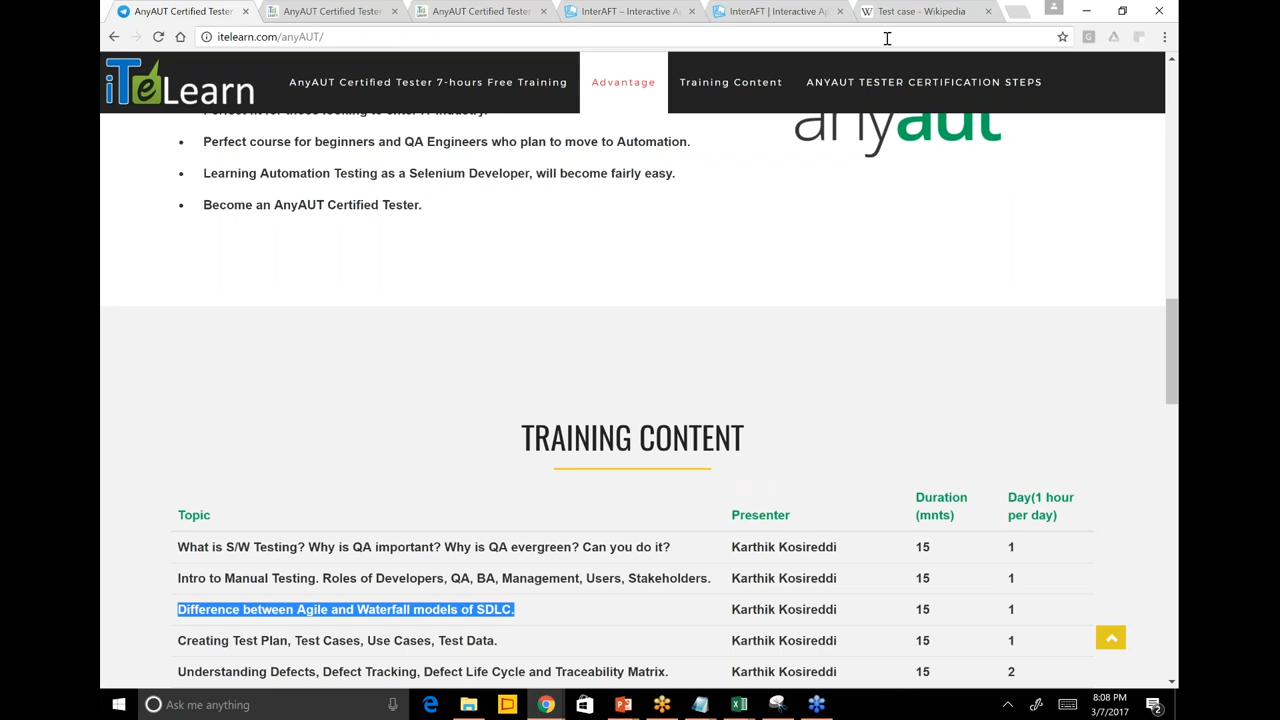 AnyAUT Certified Tester
AnyAUT Certified Tester
AnyAUT Certified Tester
InterAFT – Interactive A
InterAFT | Interactive Ap
Test case - Wikipedia
itelearn.com/anyAUT/
iTeLearn
AnyAUT Certified Tester 7-hours Free Training
Advantage
Training Content
ANYAUT TESTER CERTIFICATION STEPS
anyaut
• Perfect course for beginners and QA Engineers who plan to move to Automation.
• Learning Automation Testing as a Selenium Developer, will become fairly easy.
• Become an AnyAUT Certified Tester.
TRAINING CONTENT
Topic Presenter Duration (mnts) Day(1 hour per day)
What is S/W Testing? Why is QA important? Why is QA evergreen? Can you do it? Karthik Kosireddi 15 1
Intro to Manual Testing. Roles of Developers, QA, BA, Management, Users, Stakeholders. Karthik Kosireddi 15 1
Difference between Agile and Waterfall models of SDLC. Karthik Kosireddi 15 1
Creating Test Plan, Test Cases, Use Cases, Test Data. Karthik Kosireddi 15 1
Understanding Defects, Defect Tracking, Defect Life Cycle and Traceability Matrix. Karthik Kosireddi 15 2
Ask me anything
8:08 PM
3/7/2017